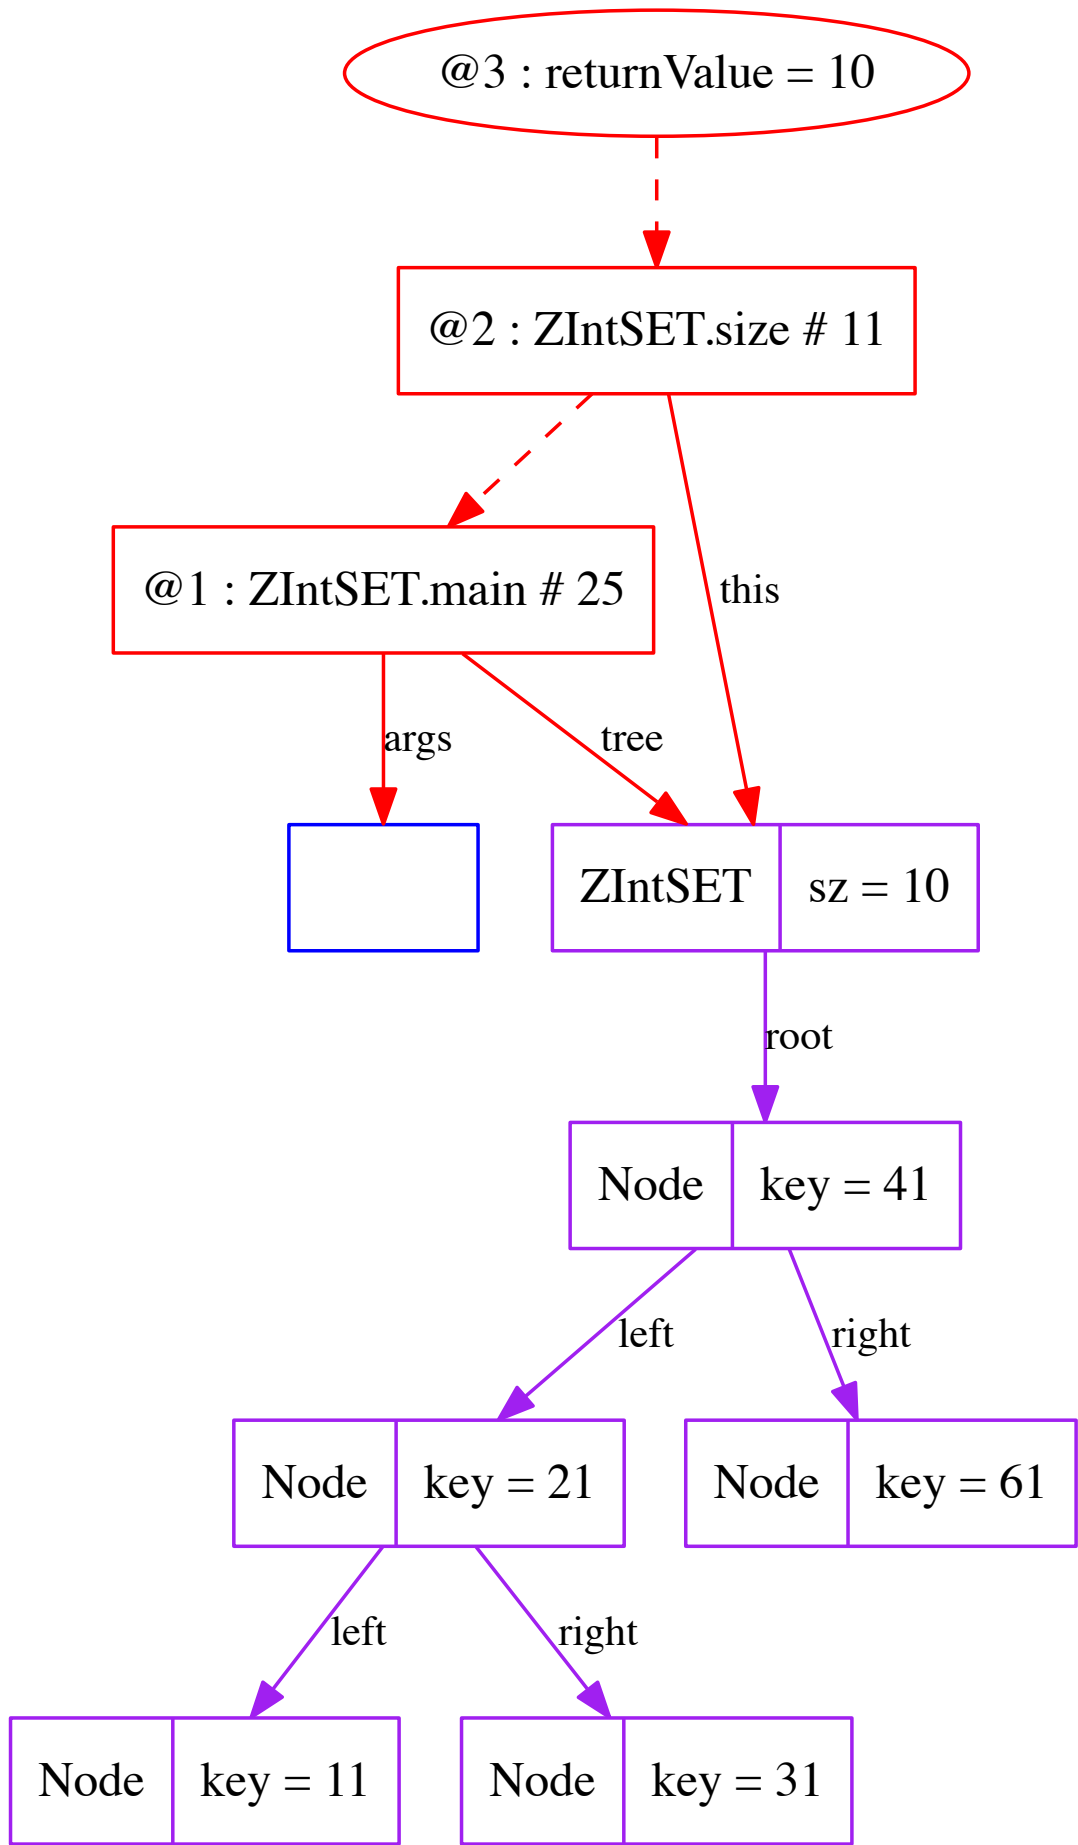 @3 : returnValue = 10
@2 : ZIntSET.size # 11
@1 : ZIntSET.main # 25
this
args
tree
ZIntSET
sz = 10
root
Node
key = 41
left
right
Node
key = 21
Node
key = 61
left
right
Node
key = 11
Node
key = 31